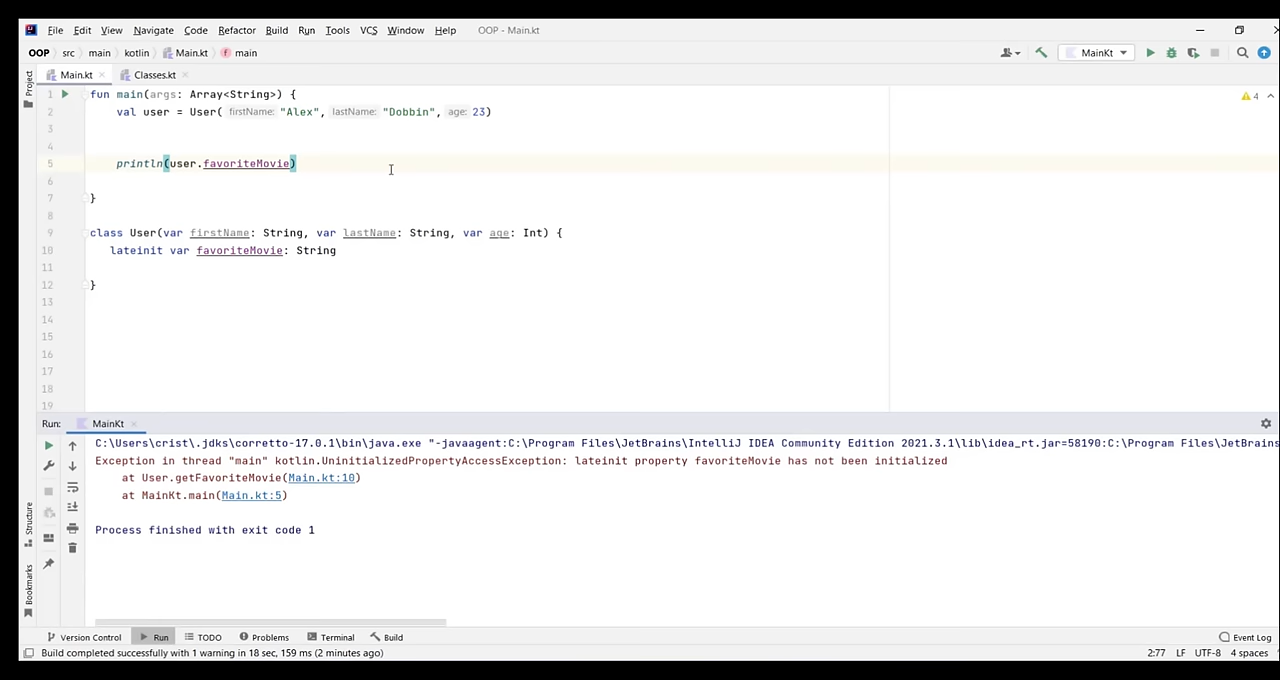 File Edit View Navigate Code Refactor Build Run Tools VCS Window Help OOP - Main.kt
OOP src main kotlin Main.kt main MainKt
Main.kt Classes.kt
Project
1 fun main(args: Array<String>) { 4
2 val user = User( firstName: "Alex", lastName: "Dobbin", age: 23)
3
4
5 println(user.favoriteMovie)
6
7 }
8
9 class User(var firstName: String, var lastName: String, var age: Int) {
10 lateinit var favoriteMovie: String
11
12 }
13
14
15
16
17
18
19
Run: MainKt
C:\Users\crist\.jdks\corretto-17.0.1\bin\java.exe "-javaagent:C:\Program Files\JetBrains\IntelliJ IDEA Community Edition 2021.3.1\lib\idea_rt.jar=58190:C:\Program Files\JetBrains
Exception in thread "main" kotlin.UninitializedPropertyAccessException: lateinit property favoriteMovie has not been initialized
at User.getFavoriteMovie(Main.kt:10)
at MainKt.main(Main.kt:5)
Process finished with exit code 1
Structure
Bookmarks
Version Control Run TODO Problems Terminal Build Event Log
Build completed successfully with 1 warning in 18 sec, 159 ms (2 minutes ago) 2:77 LF UTF-8 4 spaces